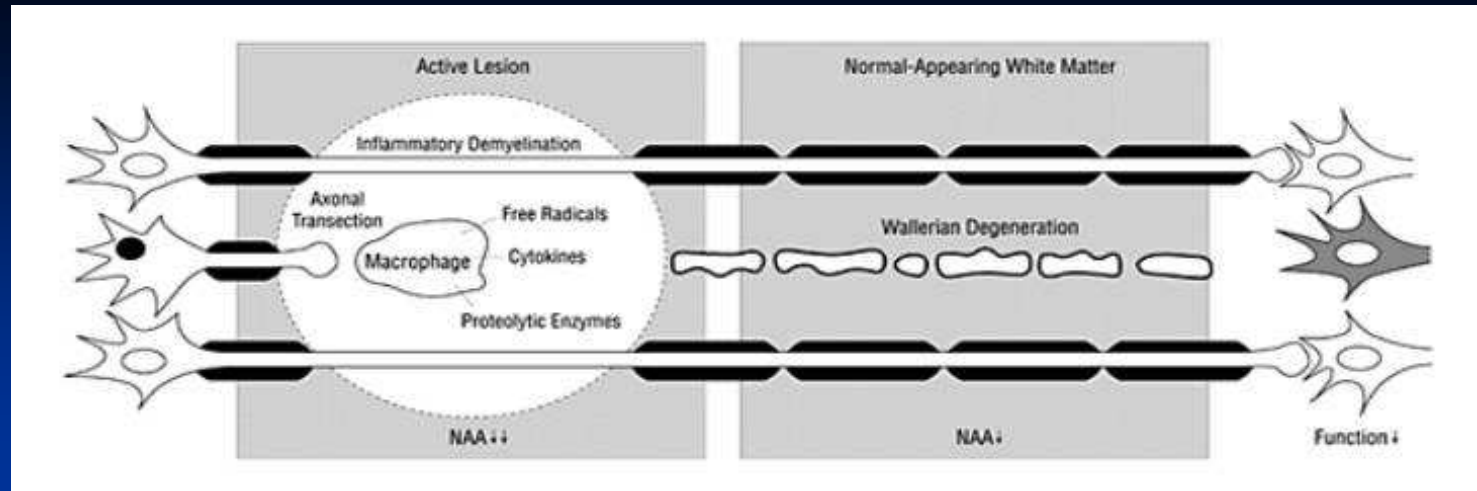 Active Lesion
Normal-Appearing White Matter
Inflammatory Demyelination
Axonal
Transection
Free Radicals
Macrophage
Cytokines
Proteolytic Enzymes
Wallerian Degeneration
NAA↓↓
NAA↓
Function↓